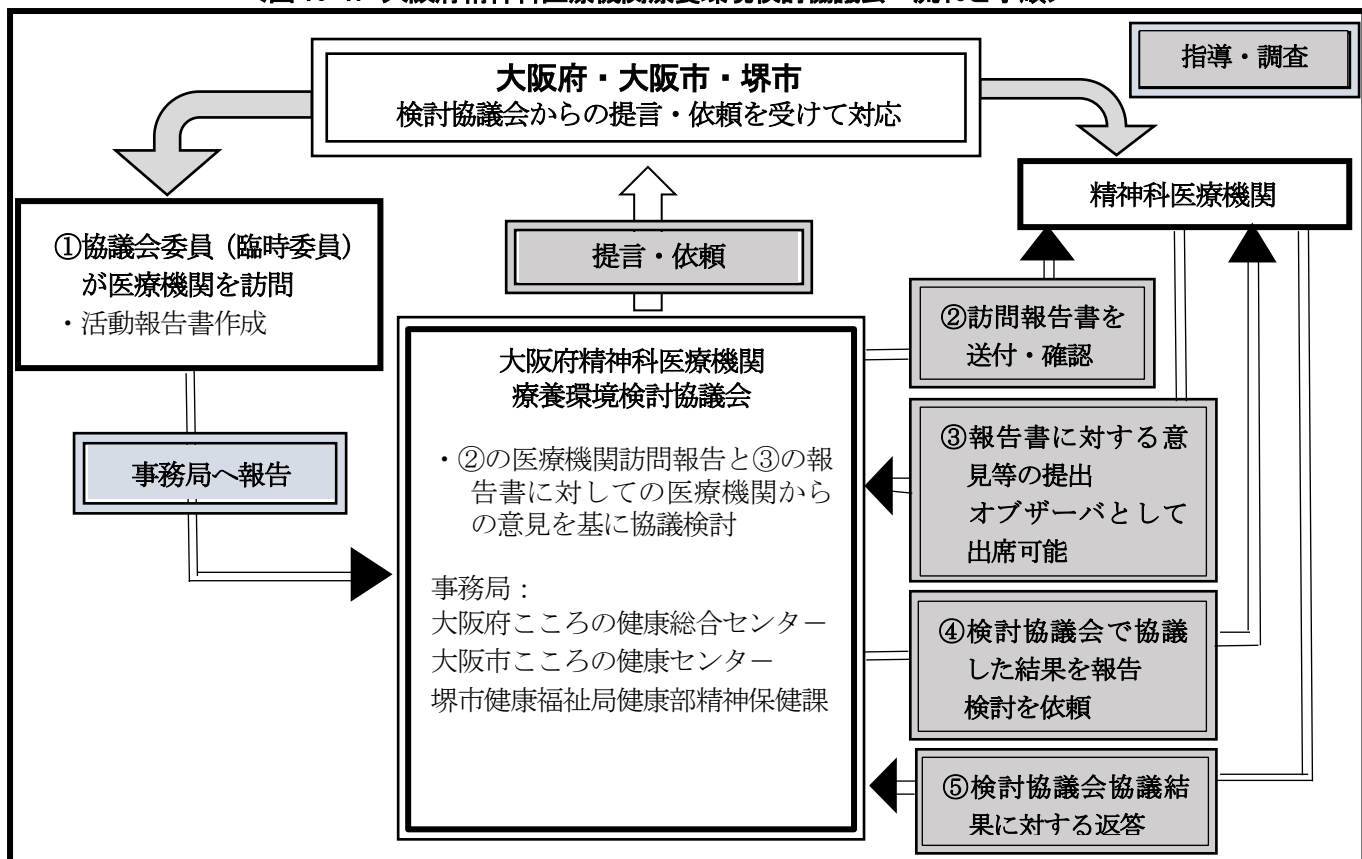 大阪府・大阪市・堺市
検討協議会からの提言・依頼を受けて対応
指導・調査
精神科医療機関
①協議会委員（臨時委員）
が医療機関を訪問
・活動報告書作成
提言・依頼
事務局へ報告
大阪府精神科医療機関
療養環境検討協議会
・②の医療機関訪問報告と③の報
告書に対しての医療機関から
の意見を基に協議検討
事務局：
大阪府こころの健康総合センター
大阪市こころの健康センター
堺市健康福祉局健康部精神保健課
②訪問報告書を
送付・確認
③報告書に対する意
見等の提出
オブザーバとして
出席可能
④検討協議会で協議
した結果を報告
検討を依頼
⑤検討協議会協議結
果に対する返答